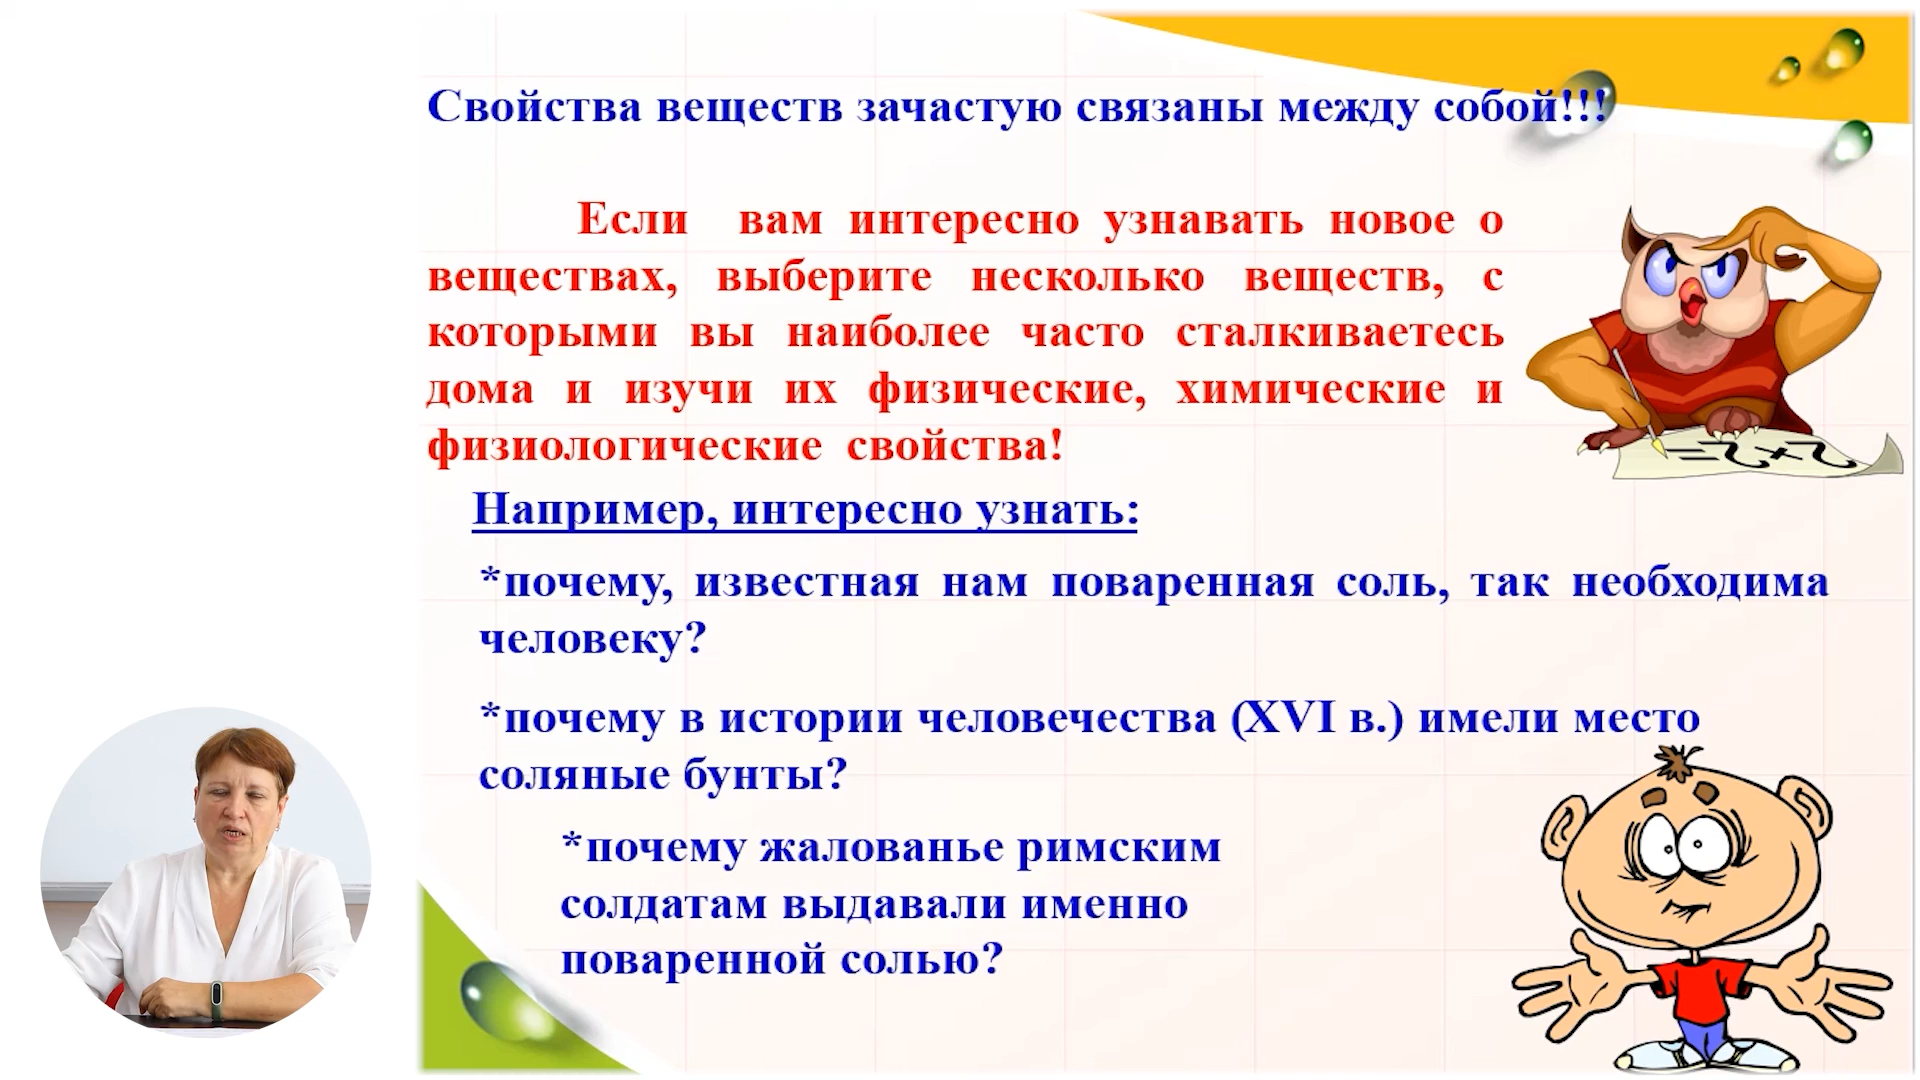 Свойства веществ зачастую связаны между собой!!!
Если вам интересно узнавать новое о
веществах, выберите несколько веществ, с
которыми вы наиболее часто сталкиваетесь
дома и изучи их физические, химические и
физиологические свойства!
Например, интересно узнать:
*почему, известная нам поваренная соль, так необходима
человеку?
*почему в истории человечества (XVI в.) имели место
соляные бунты?
*почему жалованье римским
солдатам выдавали именно
поваренной солью?
2+2=